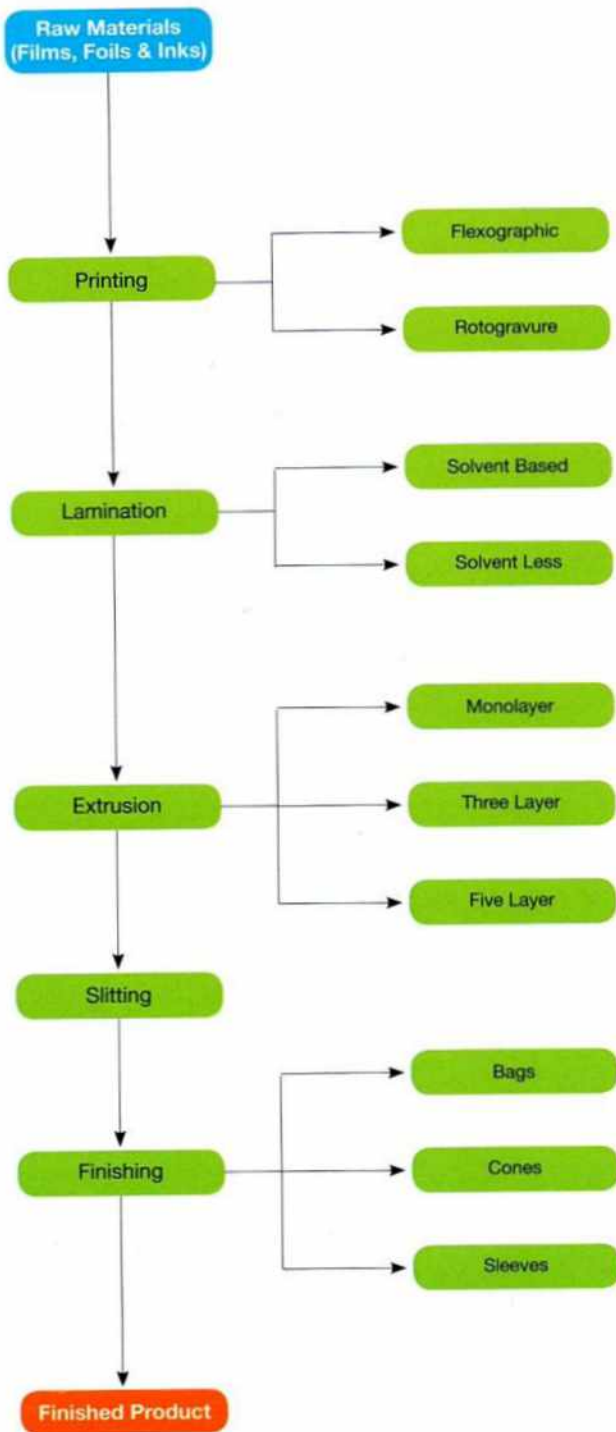 Raw Materials
(Films, Foils & Inks)
Flexographic
Printing
Rotogravure
Solvent Based
Lamination
Solvent Less
Monolayer
Extrusion
Three Layer
Five Layer
Slitting
Bags
Finishing
Cones
Sleeves
Finished Product